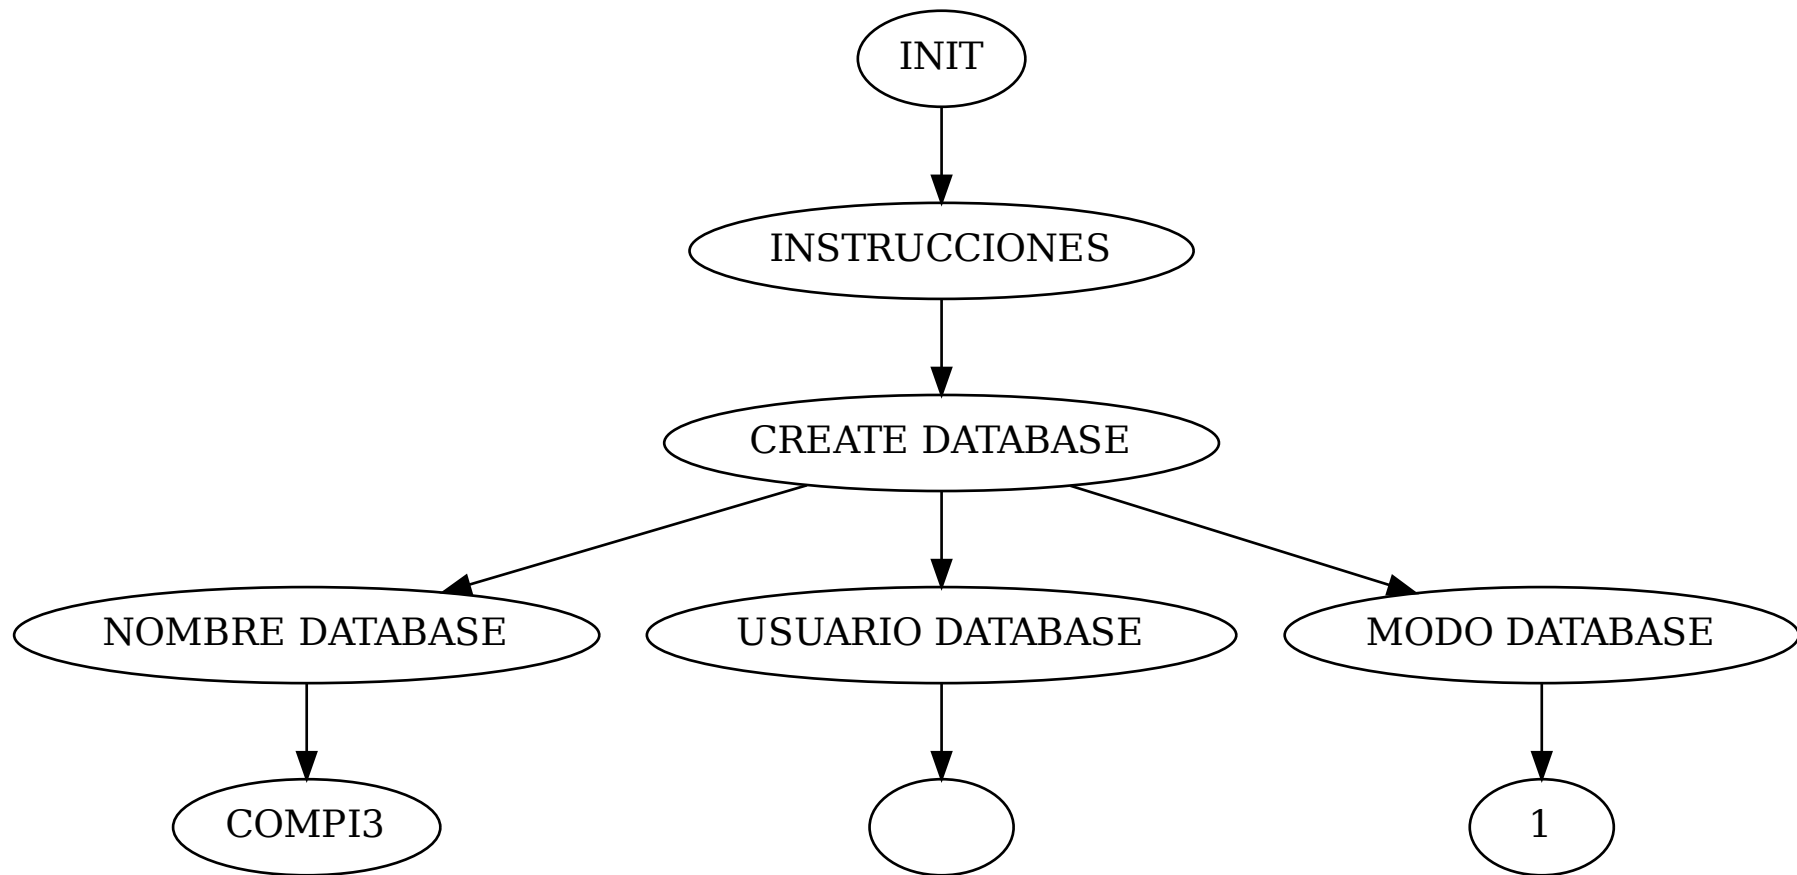 INIT
INSTRUCCIONES
CREATE DATABASE
NOMBRE DATABASE
USUARIO DATABASE
MODO DATABASE
COMPI3
1